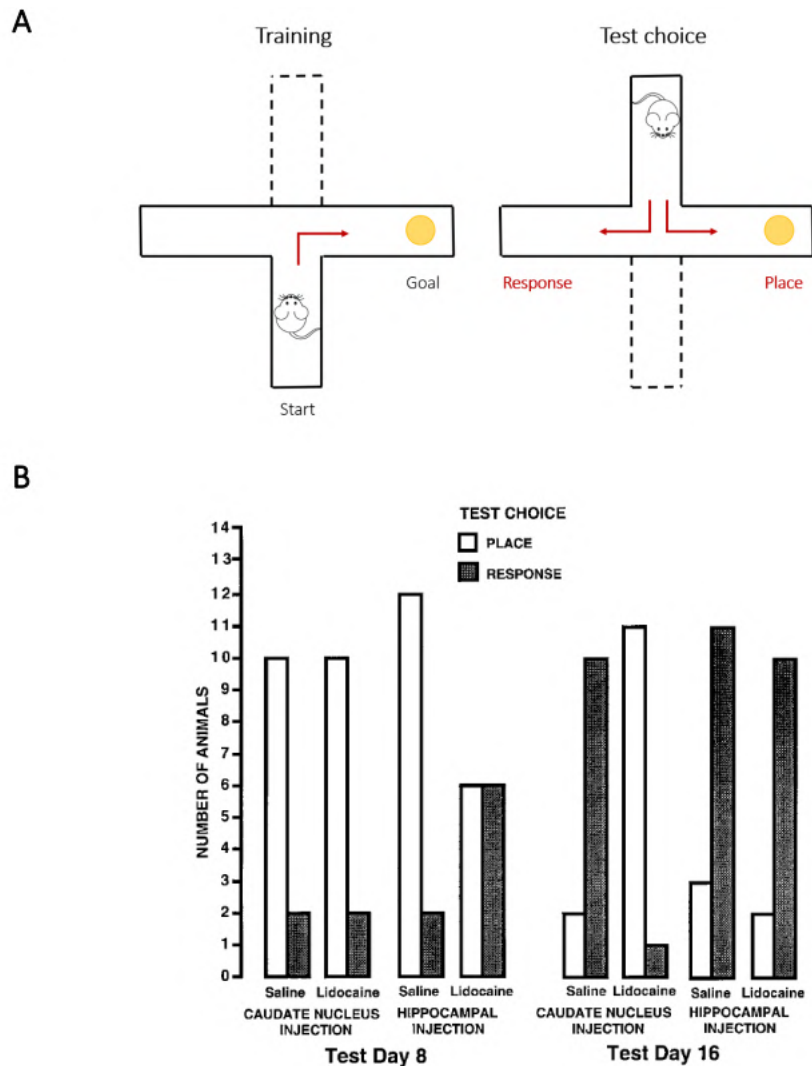 A
Training
Test choice
Goal
Response
Place
Start
B
TEST CHOICE
PLACE
RESPONSE
NUMBER OF ANIMALS
14
13
12
11
10
9
8
7
6
5
4
3
2
1
0
Saline Lidocaine Saline Lidocaine Saline Lidocaine Saline Lidocaine
CAUDATE NUCLEUS HIPPOCAMPAL CAUDATE NUCLEUS HIPPOCAMPAL
INJECTION INJECTION INJECTION INJECTION
Test Day 8 Test Day 16